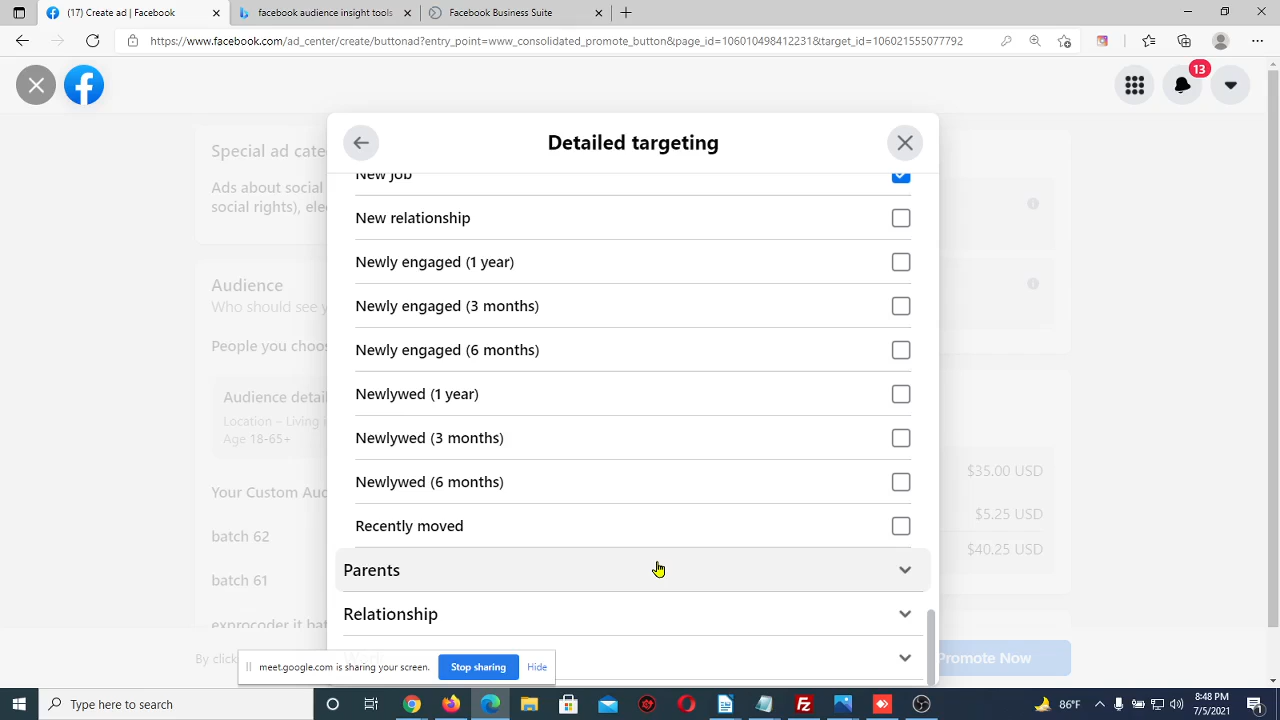 (17) Create ad | Facebook
facebook audience tools
Facebook Business Suite
https://www.facebook.com/ad_center/create/buttonad?entry_point=www_consolidated_promote_button&page_id=106010498412231&target_id=106021555077792
13
Detailed targeting
Special ad cate
Ads about social
social rights), ele
New Job
New relationship
Newly engaged (1 year)
Audience
Who should see y
Newly engaged (3 months)
People you choos
Newly engaged (6 months)
Audience detail
Newlywed (1 year)
Location – Living i
Age 18-65+
Newlywed (3 months)
$35.00 USD
Newlywed (6 months)
Your Custom Aud
$5.25 USD
Recently moved
batch 62
$40.25 USD
Parents
batch 61
Relationship
exprocoder it bat
By click
meet.google.com is sharing your screen.
Stop sharing
Hide
Promote Now
Type here to search
86°F
8:48 PM
7/5/2021